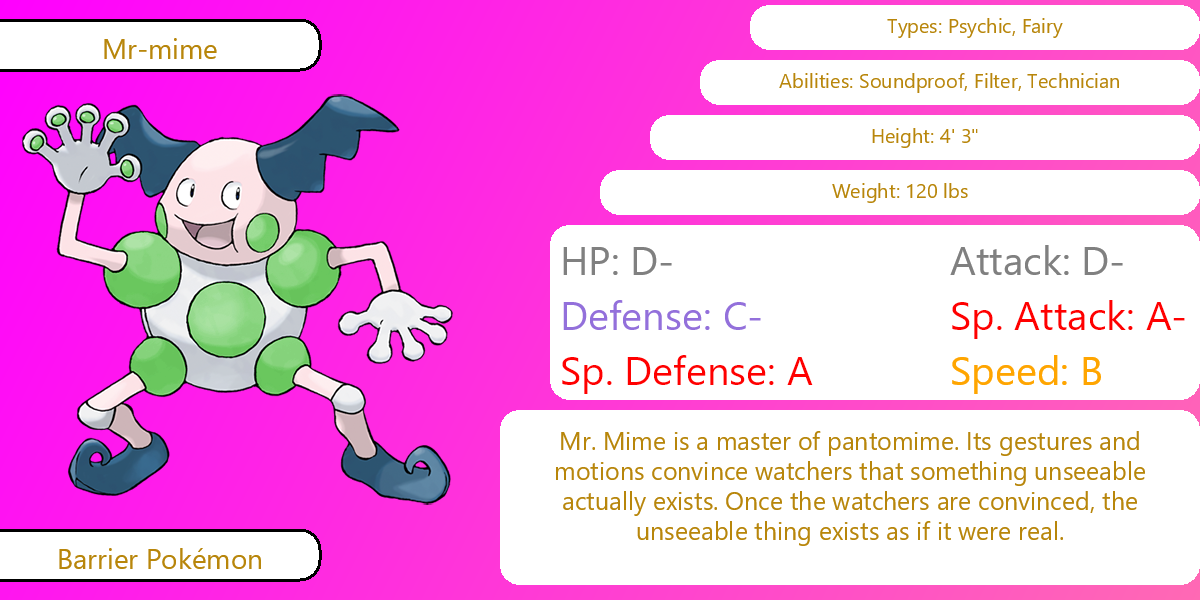 Mr-mime
Types: Psychic, Fairy
Abilities: Soundproof, Filter, Technician
Height: 4' 3"
Weight: 120 lbs
HP: D-
Attack: D-
Defense: C-
Sp. Attack: A-
Sp. Defense: A
Speed: B
Mr. Mime is a master of pantomime. Its gestures and
motions convince watchers that something unseeable
actually exists. Once the watchers are convinced, the
unseeable thing exists as if it were real.
Barrier Pokémon